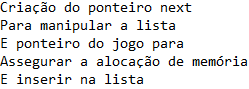 Criação do ponteiro next
Para manipular a lista
E ponteiro do jogo para
Assegurar a alocação de memória
E inserir na lista